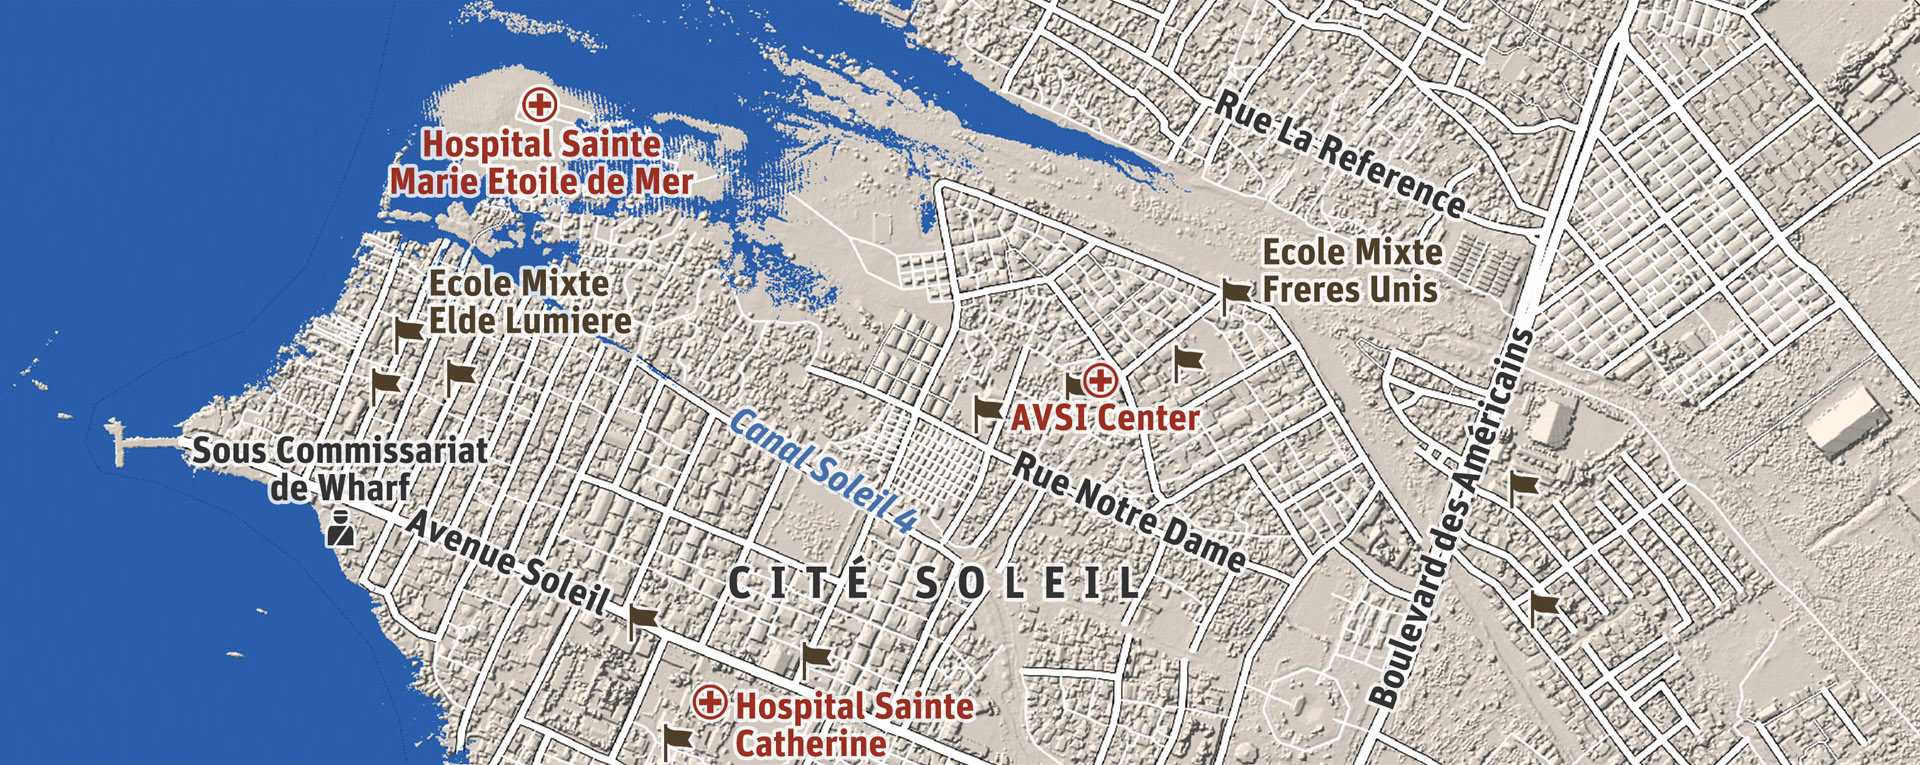 Hospital Sainte
Marie Etoile de Mer
Rue La Reference
Ecole Mixte
Freres Unis
Ecole Mixte
Elde Lumiere
AVSI Center
Sous Commissariat
de Wharf
Canal Soleil 4
Rue Notre Dame
Boulevard des Américains
Avenue Soleil
CITÉ SOLEIL
Hospital Sainte
Catherine